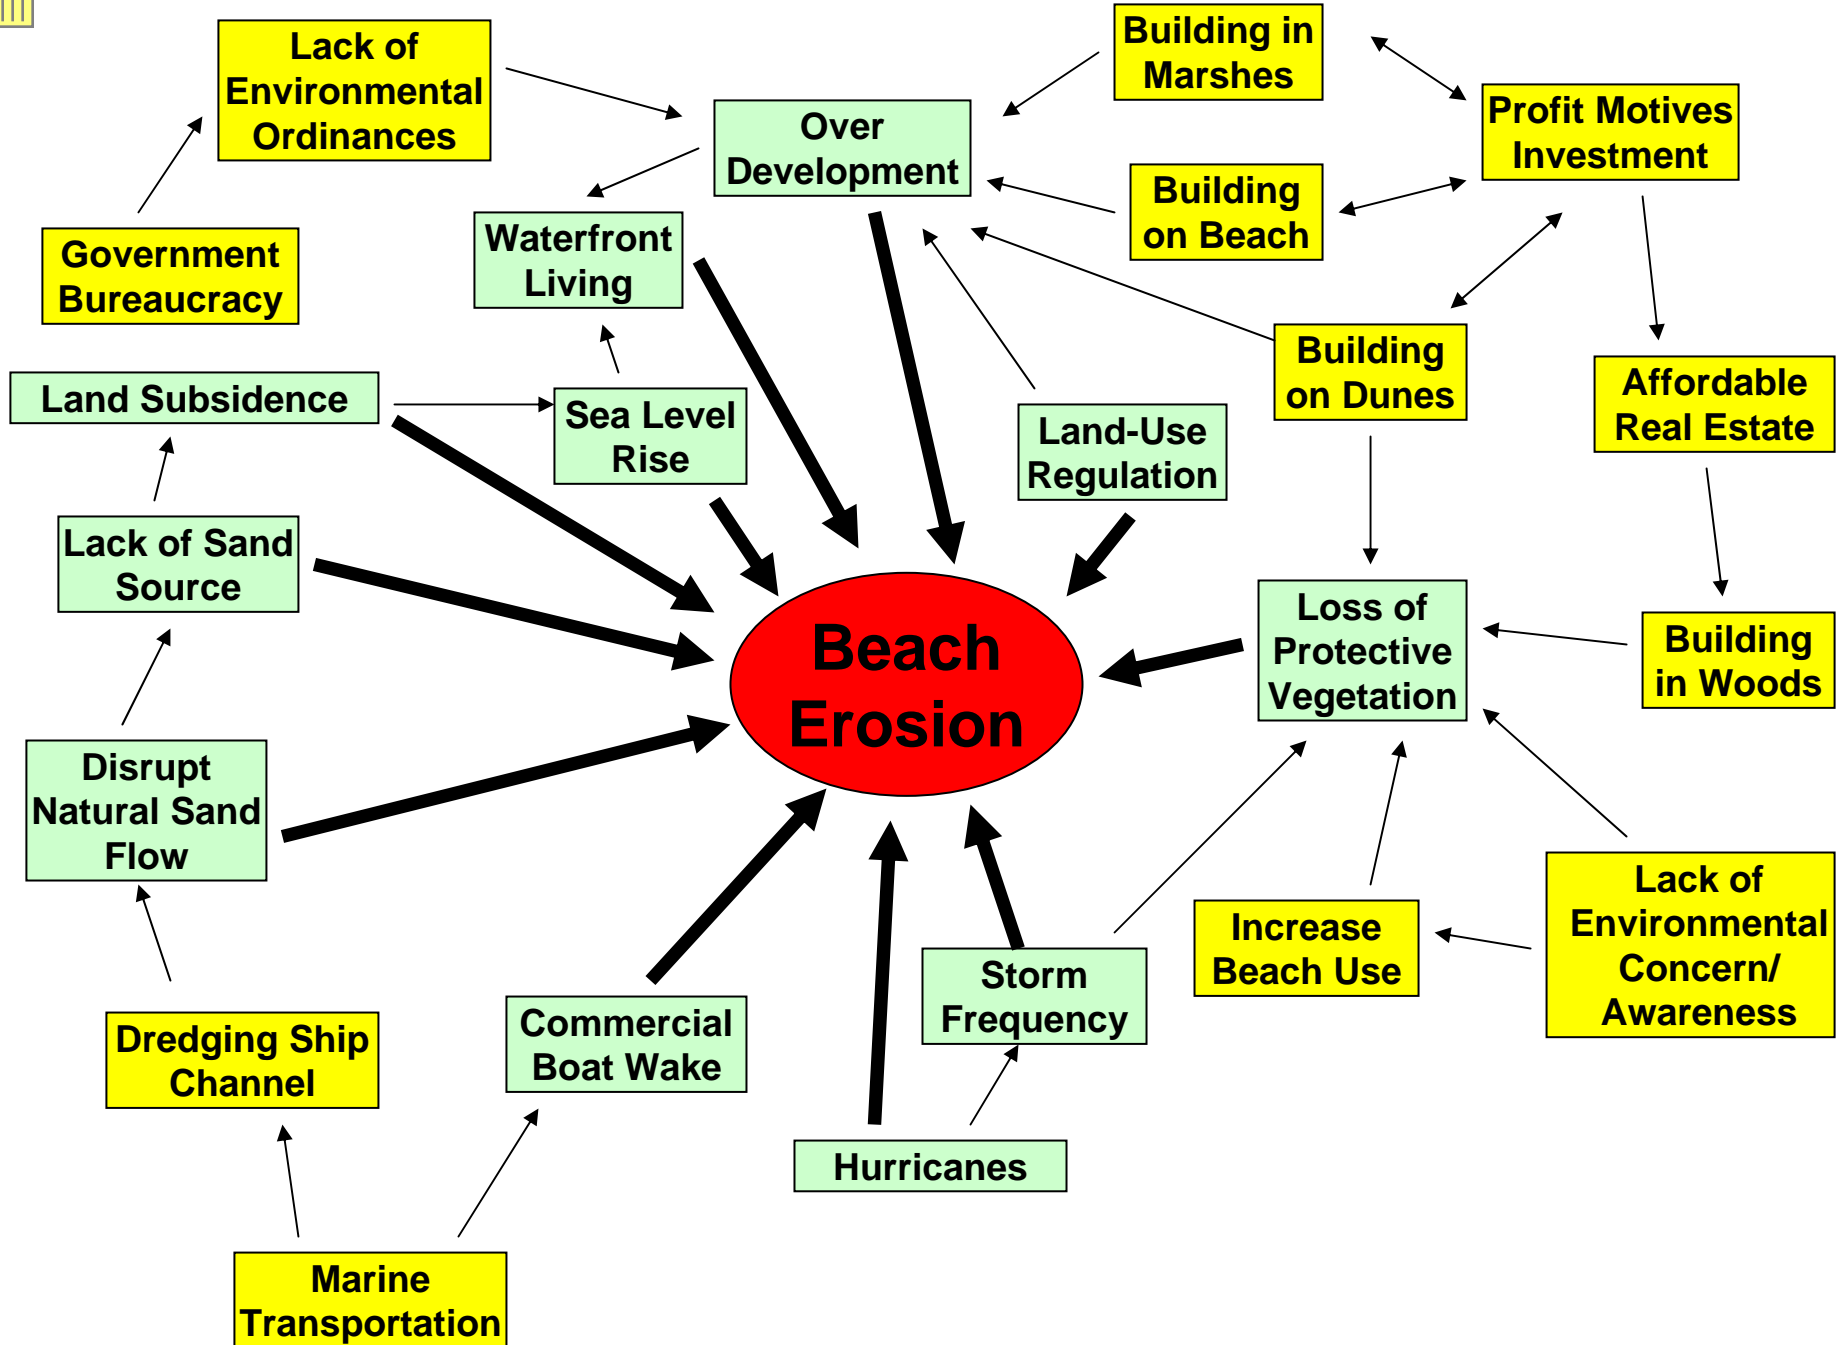 Lack of
Environmental
Ordinances
Building in
Marshes
Profit Motives
Investment
Over
Development
Building
on Beach
Government
Bureaucracy
Waterfront
Living
Building
on Dunes
Affordable
Real Estate
Land Subsidence
Sea Level
Rise
Land-Use
Regulation
Lack of Sand
Source
Loss of
Protective
Vegetation
Building
in Woods
Beach
Erosion
Disrupt
Natural Sand
Flow
Lack of
Environmental
Concern/
Awareness
Increase
Beach Use
Storm
Frequency
Commercial
Boat Wake
Dredging Ship
Channel
Hurricanes
Marine
Transportation